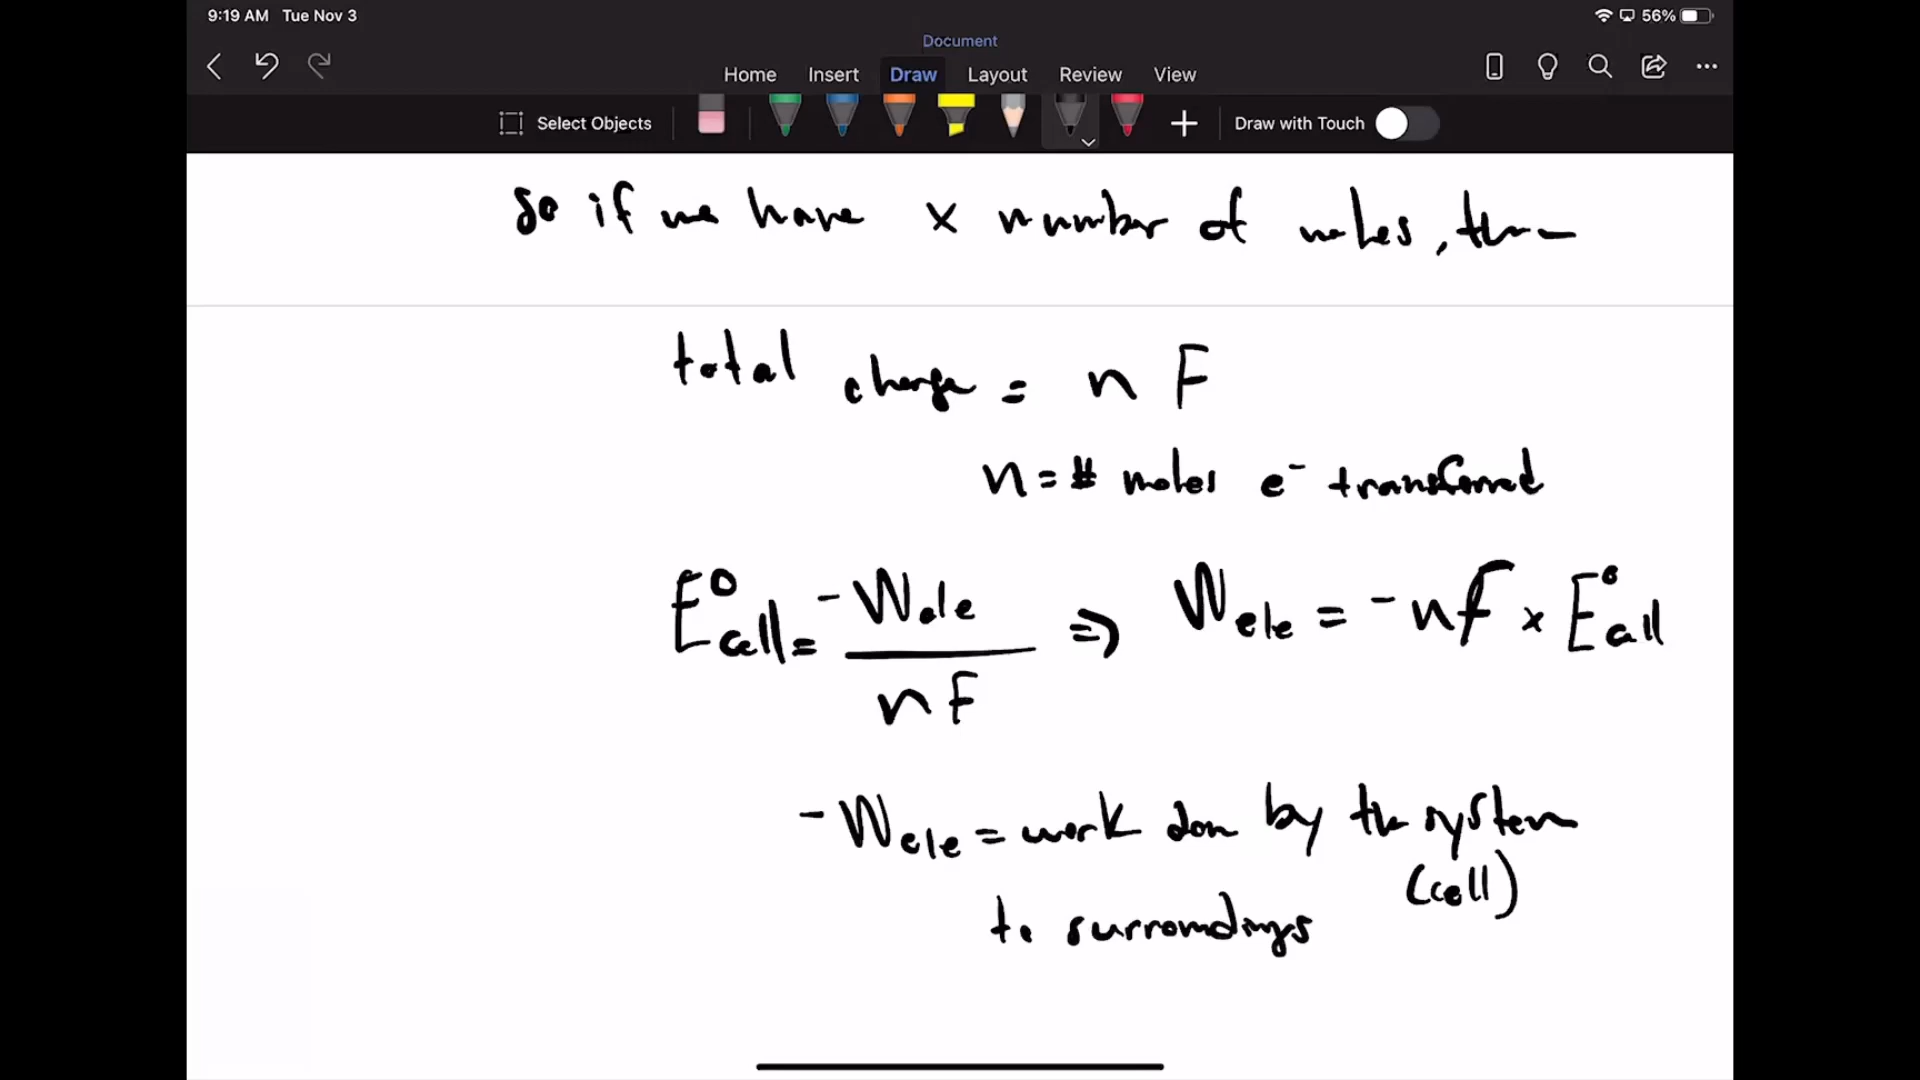 9:19 AM Tue Nov 3
56%
Document
Home Insert Draw Layout Review View
Select Objects
Draw with Touch
So if we have x number of moles, then
total charge = n F
n = # moles e⁻ transferred
E°cell = -Wele / nF ⇒ Wele = -nF × E°cell
-Wele = work done by the system
(cell)
to surroundings